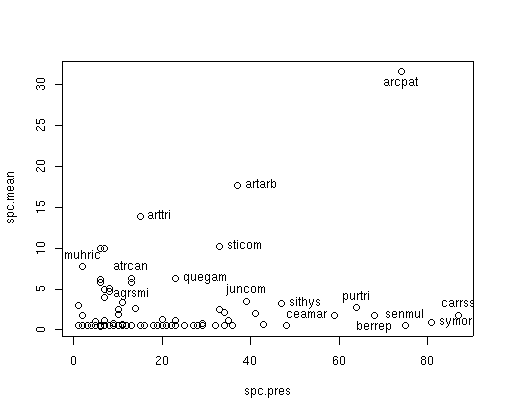 arcpat
artarb
arttri
sticom
muhric
atrcan
quegam
agrsmi
juncom
sithys
purtri
carss
ceamar
senmul
symor
berrep
spc.mean
0
5
10
15
20
25
30
0 20 40 60 80
spc.pres